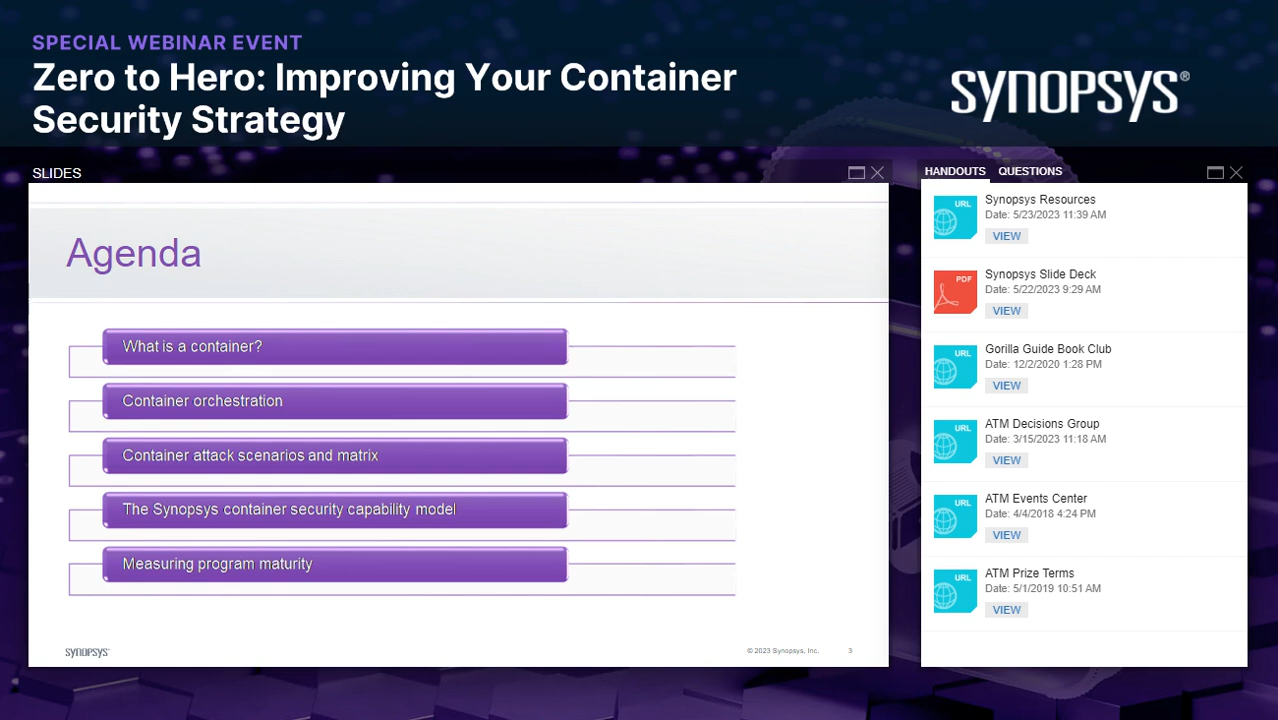 SPECIAL WEBINAR EVENT
Zero to Hero: Improving Your Container
Security Strategy
SYNOPSYS®
SLIDES
Agenda
What is a container?
Container orchestration
Container attack scenarios and matrix
The Synopsys container security capability model
Measuring program maturity
SYNOPSYS®
© 2023 Synopsys, Inc.
3
HANDOUTS
QUESTIONS
URL
Synopsys Resources
Date: 5/23/2023 11:39 AM
VIEW
PDF
Synopsys Slide Deck
Date: 5/22/2023 9:29 AM
VIEW
URL
Gorilla Guide Book Club
Date: 12/2/2020 1:28 PM
VIEW
URL
ATM Decisions Group
Date: 3/15/2023 11:18 AM
VIEW
URL
ATM Events Center
Date: 4/4/2018 4:24 PM
VIEW
URL
ATM Prize Terms
Date: 5/1/2019 10:51 AM
VIEW